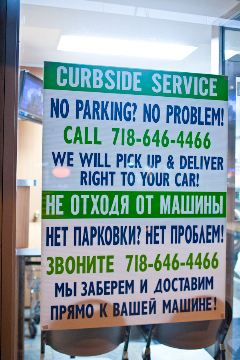 CURBSIDE SERVICE
NO PARKING? NO PROBLEM!
CALL 718-646-4466
WE WILL PICK UP & DELIVER
RIGHT TO YOUR CAR!
НЕ ОТХОДЯ ОТ МАШИНЫ
НЕТ ПАРКОВКИ? НЕТ ПРОБЛЕМ!
ЗВОНИТЕ 718-646-4466
МЫ ЗАБЕРЕМ И ДОСТАВИМ
ПРЯМО К ВАШЕЙ МАШИНЕ!